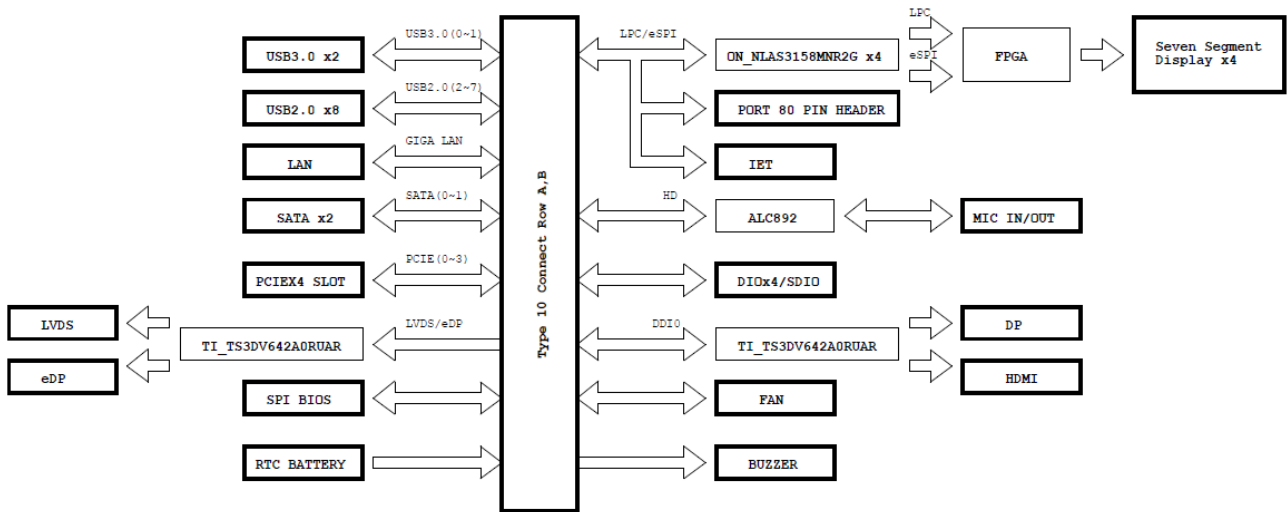 USB3.0 x2
USB3.0(0~1)
USB2.0 x8
USB2.0(2~7)
LAN
GIGA LAN
SATA x2
SATA(0~1)
PCIEX4 SLOT
PCIE(0~3)
LVDS
eDP
TI_TS3DV642A0RUAR
LVDS/eDP
SPI BIOS
RTC BATTERY
Type 10 Connect Row A,B
LPC/eSPI
ON_NLAS3158MNR2G x4
LPC
eSPI
FPGA
Seven Segment
Display x4
PORT 80 PIN HEADER
IET
HD
ALC892
MIC IN/OUT
DIOx4/SDIO
DDI0
TI_TS3DV642A0RUAR
DP
HDMI
FAN
BUZZER